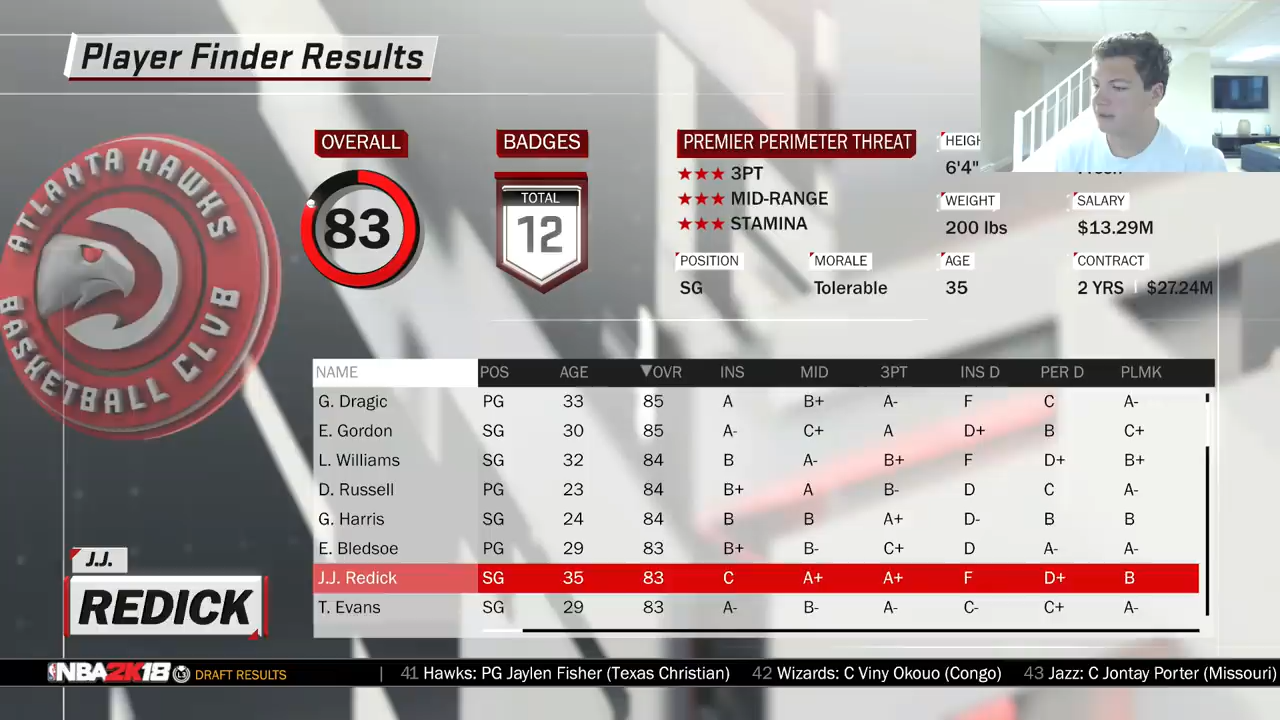 Player Finder Results
ATLANTA HAWKS
BASKETBALL CLUB
OVERALL
83
BADGES
TOTAL
12
PREMIER PERIMETER THREAT
★★★ 3PT
★★★ MID-RANGE
★★★ STAMINA
POSITION
SG
MORALE
Tolerable
6'4"
WEIGHT
200 lbs
SALARY
$13.29M
AGE
35
CONTRACT
2 YRS | $27.24M
NAME POS AGE ▼OVR INS MID 3PT INS D PER D PLMK
G. Dragic PG 33 85 A B+ A- F C A-
E. Gordon SG 30 85 A- C+ A D+ B C+
L. Williams SG 32 84 B A- B+ F D+ B+
D. Russell PG 23 84 B+ A B- D C A-
G. Harris SG 24 84 B B A+ D- B B
E. Bledsoe PG 29 83 B+ B- C+ D A- A-
J.J. Redick SG 35 83 C A+ A+ F D+ B
T. Evans SG 29 83 A- B- A- C- C+ A-
J.J.
REDICK
NBA2K18 DRAFT RESULTS | 41 Hawks: PG Jaylen Fisher (Texas Christian) 42 Wizards: C Viny Okouo (Congo) 43 Jazz: C Jontay Porter (Missouri)